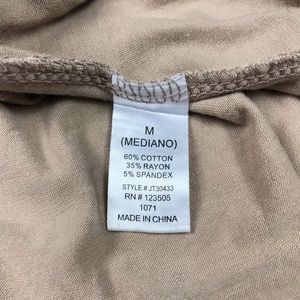 M
(MEDIANO)
60% COTTON
35% RAYON
5% SPANDEX
STYLE # JT30433
RN # 123505
1071
MADE IN CHINA